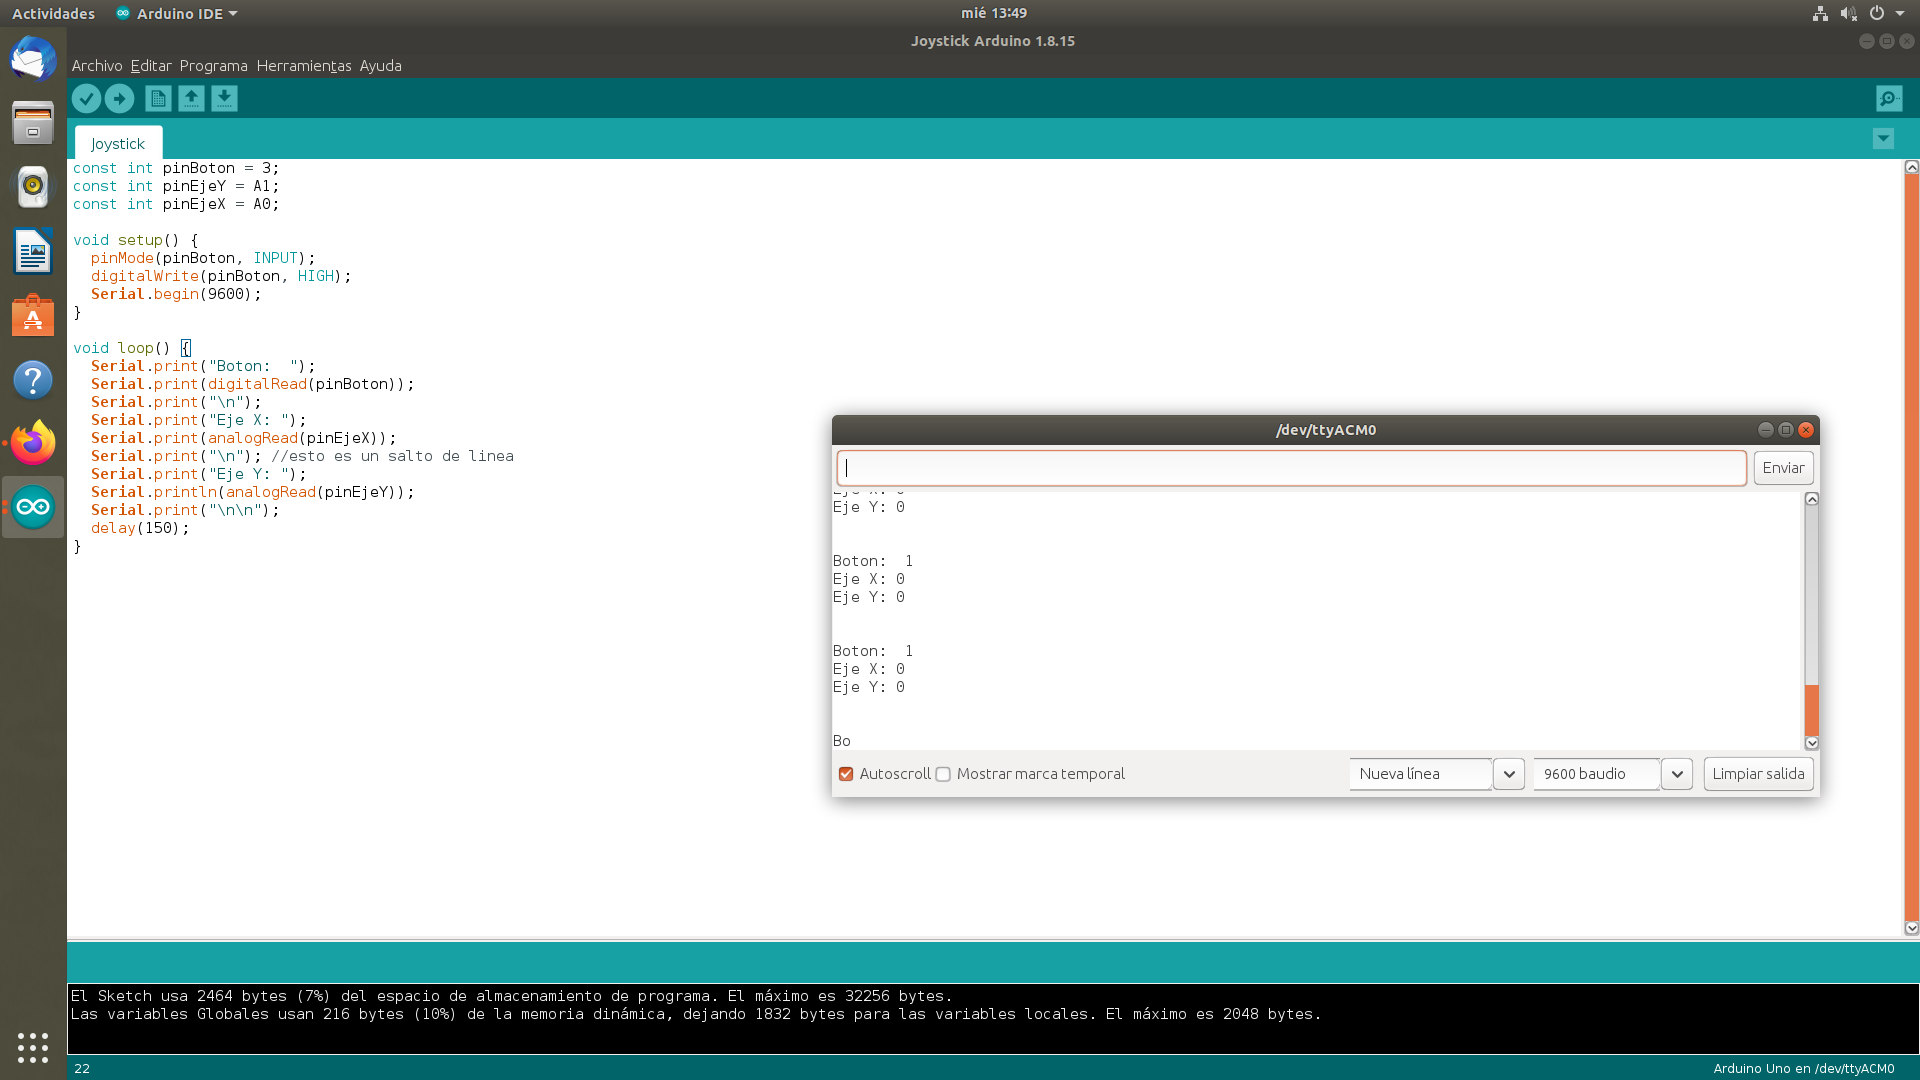 Actividades
Arduino IDE
mié 13:49
Joystick Arduino 1.8.15
Archivo Editar Programa Herramientas Ayuda
Joystick
const int pinBoton = 3;
const int pinEjeY = A1;
const int pinEjeX = A0;
void setup() {
pinMode(pinBoton, INPUT);
digitalWrite(pinBoton, HIGH);
Serial.begin(9600);
}
void loop() {
Serial.print("Boton:  ");
Serial.print(digitalRead(pinBoton));
Serial.print("\n");
Serial.print("Eje X: ");
Serial.print(analogRead(pinEjeX));
Serial.print("\n"); //esto es un salto de linea
Serial.print("Eje Y: ");
Serial.println(analogRead(pinEjeY));
Serial.print("\n\n");
delay(150);
}
/dev/ttyACM0
Enviar
Eje X: 0
Eje Y: 0
Boton:  1
Eje X: 0
Eje Y: 0
Boton:  1
Eje X: 0
Eje Y: 0
Bo
Autoscroll
Mostrar marca temporal
Nueva línea
9600 baudio
Limpiar salida
El Sketch usa 2464 bytes (7%) del espacio de almacenamiento de programa. El máximo es 32256 bytes.
Las variables Globales usan 216 bytes (10%) de la memoria dinámica, dejando 1832 bytes para las variables locales. El máximo es 2048 bytes.
22
Arduino Uno en /dev/ttyACM0